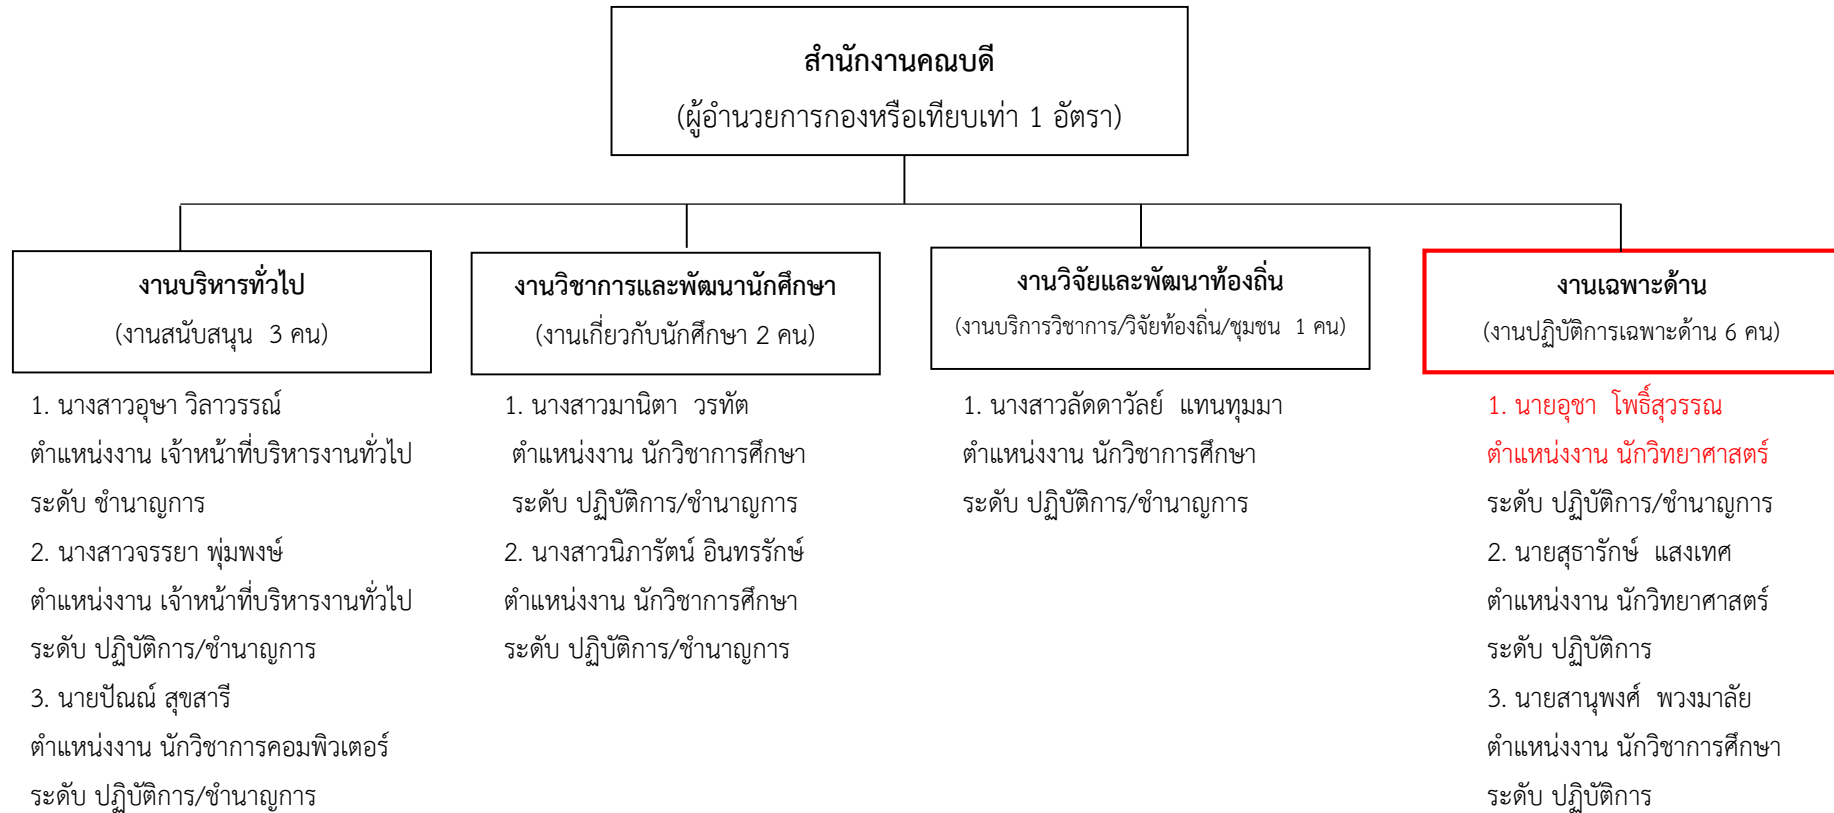 สำนักงานคณบดี
(ผู้อำนวยการกองหรือเทียบเท่า 1 อัตรา)
งานบริหารทั่วไป
(งานสนับสนุน 3 คน)
1. นางสาวอุษา วิลาวรรณ์
ตำแหน่งงาน เจ้าหน้าที่บริหารงานทั่วไป
ระดับ ชำนาญการ
2. นางสาวจรรยา พุ่มพงษ์
ตำแหน่งงาน เจ้าหน้าที่บริหารงานทั่วไป
ระดับ ปฏิบัติการ/ชำนาญการ
3. นายปัณณ์ สุขสารี
ตำแหน่งงาน นักวิชาการคอมพิวเตอร์
ระดับ ปฏิบัติการ/ชำนาญการ
งานวิชาการและพัฒนานักศึกษา
(งานเกี่ยวกับนักศึกษา 2 คน)
1. นางสาวมานิตา วรทัต
ตำแหน่งงาน นักวิชาการศึกษา
ระดับ ปฏิบัติการ/ชำนาญการ
2. นางสาวนิภารัตน์ อินทรรักษ์
ตำแหน่งงาน นักวิชาการศึกษา
ระดับ ปฏิบัติการ/ชำนาญการ
งานวิจัยและพัฒนาท้องถิ่น
(งานบริการวิชาการ/วิจัยท้องถิ่น/ชุมชน 1 คน)
1. นางสาวลัดดาวัลย์ แทนทุมมา
ตำแหน่งงาน นักวิชาการศึกษา
ระดับ ปฏิบัติการ/ชำนาญการ
งานเฉพาะด้าน
(งานปฏิบัติการเฉพาะด้าน 6 คน)
1. นายอุชา โพธิ์สุวรรณ
ตำแหน่งงาน นักวิทยาศาสตร์
ระดับ ปฏิบัติการ/ชำนาญการ
2. นายสุธารักษ์ แสงเทศ
ตำแหน่งงาน นักวิทยาศาสตร์
ระดับ ปฏิบัติการ
3. นายสานุพงศ์ พวงมาลัย
ตำแหน่งงาน นักวิชาการศึกษา
ระดับ ปฏิบัติการ